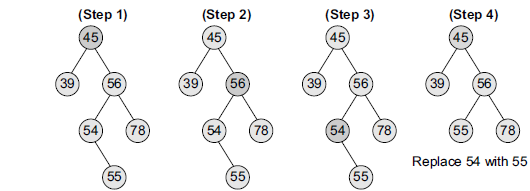 (Step 1) (Step 2) (Step 3) (Step 4)
45 45 45 45
39 56 39 56 39 56 39 56
54 78 54 78 54 78 55 78
55 55 55
Replace 54 with 55